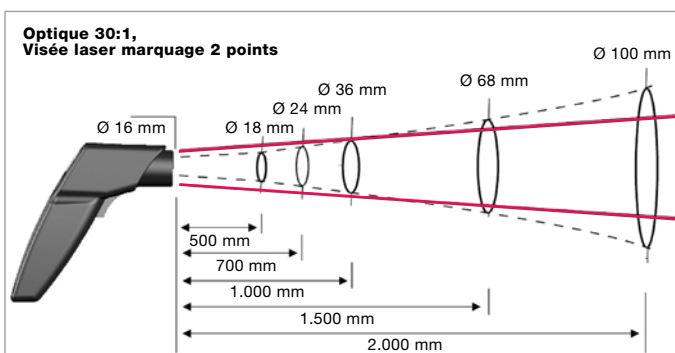 Optique 30:1,
Visée laser marquage 2 points
Ø 100 mm
Ø 68 mm
Ø 36 mm
Ø 24 mm
Ø 16 mm
Ø 18 mm
500 mm
700 mm
1.000 mm
1.500 mm
2.000 mm